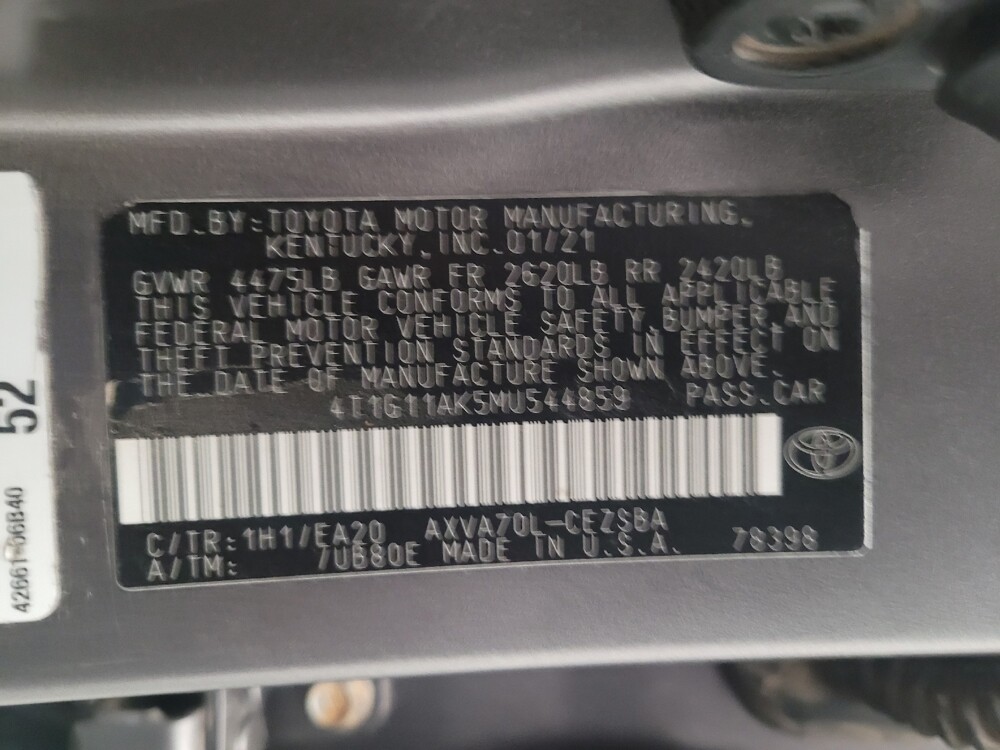 MFD.BY:TOYOTA MOTOR MANUFACTURING,
KENTUCKY,INC.01/21
GVWR 4475LB GAWR FR 2620LB RR 2420LB
THIS VEHICLE CONFORMS TO ALL APPLICABLE
FEDERAL MOTOR VEHICLE SAFETY,BUMPER AND
THEFT PREVENTION STANDARDS IN EFFECT ON
THE DATE OF MANUFACTURE SHOWN ABOVE.
4T1G11AK5MU544859 PASS.CAR
C/TR:1H1/EA20 AXVA70L-CEZSBA
A/TM: /UB80E MADE IN U.S.A. 78398
52
42661-06B40